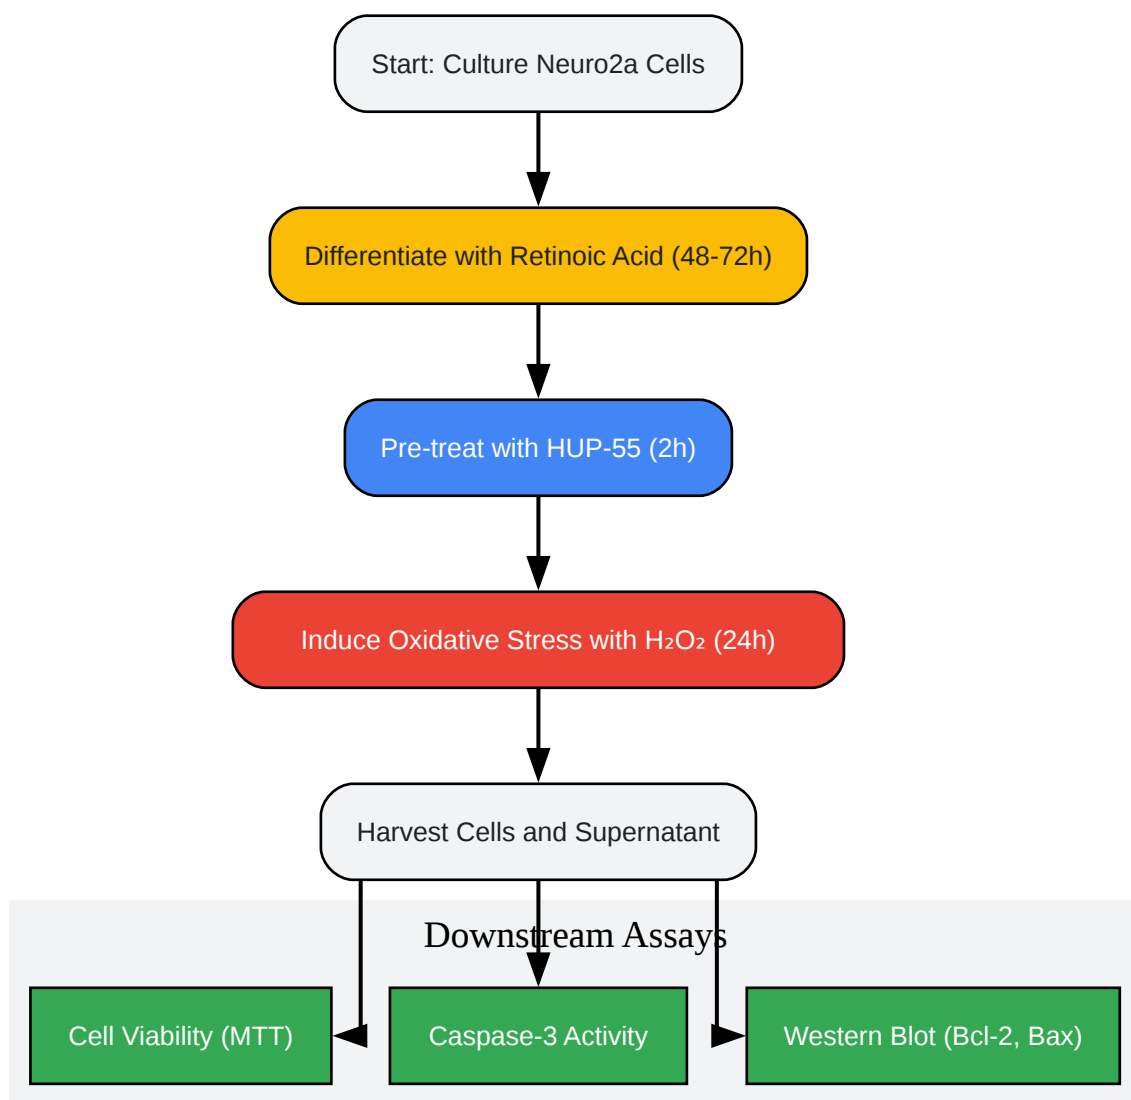 Start: Culture Neuro2a Cells
Differentiate with Retinoic Acid (48-72h)
Pre-treat with HUP-55 (2h)
Induce Oxidative Stress with H₂O₂ (24h)
Harvest Cells and Supernatant
Downstream Assays
Cell Viability (MTT)
Caspase-3 Activity
Western Blot (Bcl-2, Bax)